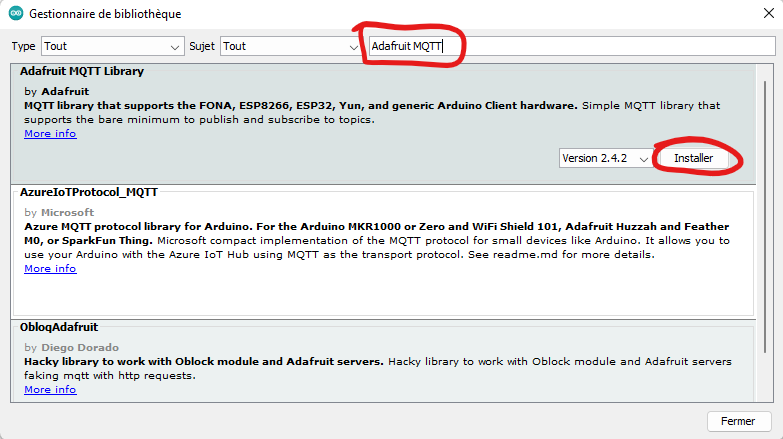 Gestionnaire de bibliothèque
Type Tout Sujet Tout Adafruit MQTT
Adafruit MQTT Library
by Adafruit
MQTT library that supports the FONA, ESP8266, ESP32, Yun, and generic Arduino Client hardware. Simple MQTT library that
supports the bare minimum to publish and subscribe to topics.
More info
Version 2.4.2 Installer
AzureIoTProtocol_MQTT
by Microsoft
Azure MQTT protocol library for Arduino. For the Arduino MKR1000 or Zero and WiFi Shield 101, Adafruit Huzzah and Feather
M0, or SparkFun Thing. Microsoft compact implementation of the MQTT protocol for small devices like Arduino. It allows you to
use your Arduino with the Azure IoT Hub using MQTT as the transport protocol. See readme.md for more details.
More info
ObloqAdafruit
by Diego Dorado
Hacky library to work with Oblock module and Adafruit servers. Hacky library to work with Oblock module and Adafruit servers
faking mqtt with http requests.
More info
Fermer